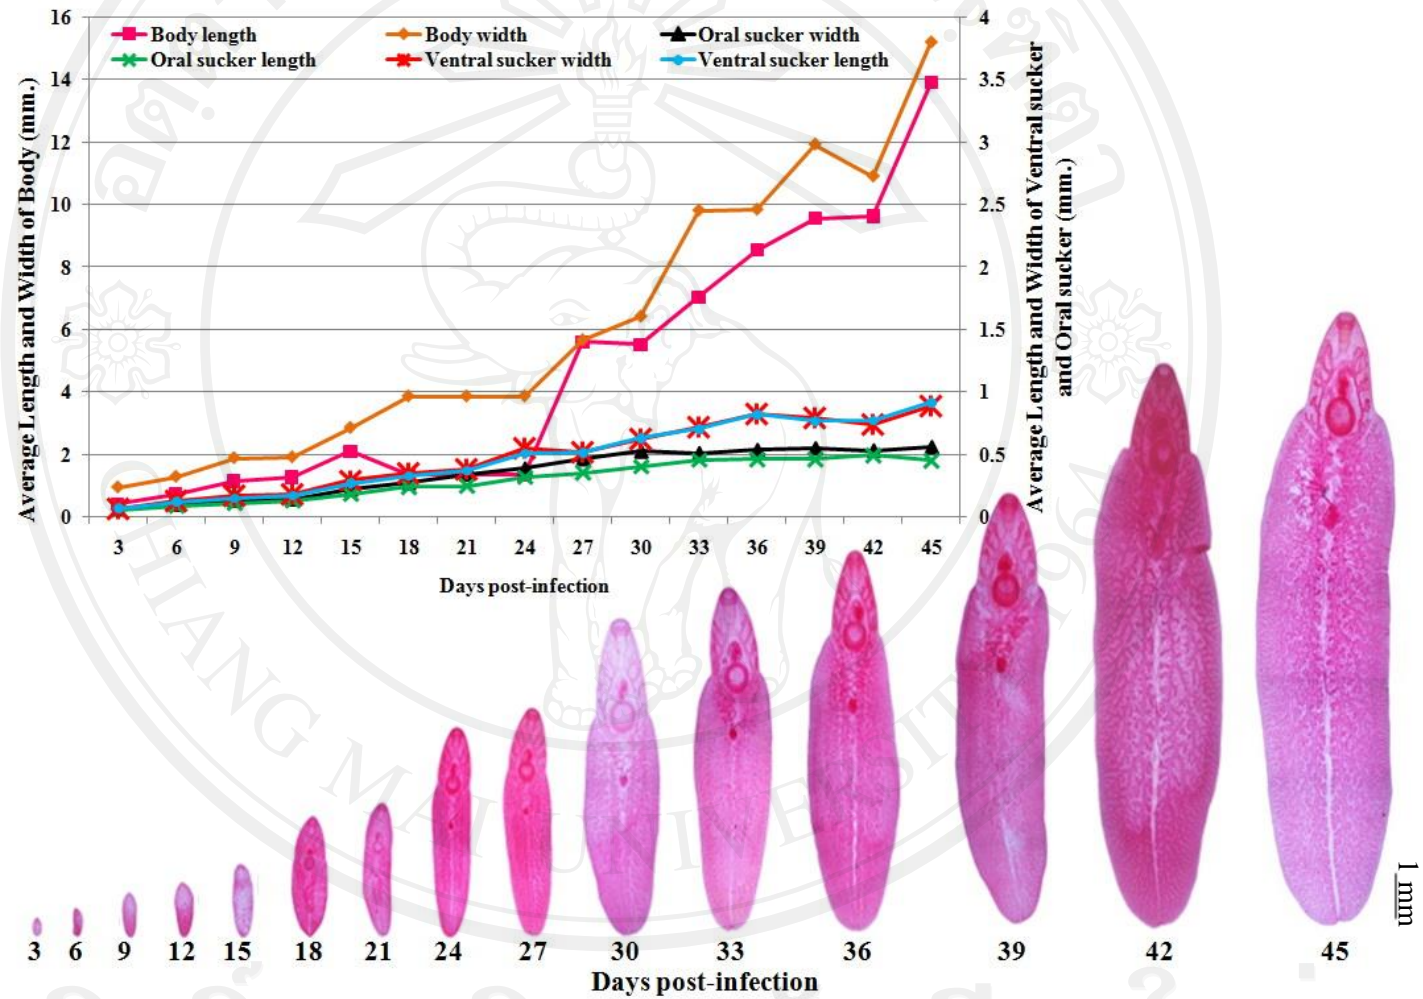 Body length
Body width
Oral sucker width
Oral sucker length
Ventral sucker width
Ventral sucker length
Average Length and Width of Body (mm.)
16
14
12
10
8
6
4
2
0
4
3.5
3
2.5
2
1.5
1
0.5
0
Average Length and Width of Ventral sucker
and Oral sucker (mm.)
3 6 9 12 15 18 21 24 27 30 33 36 39 42 45
Days post-infection
1 mm
3 6 9 12 15 18 21 24 27 30 33 36 39 42 45
Days post-infection
CHIANG MAI UNIVERSITY 1964